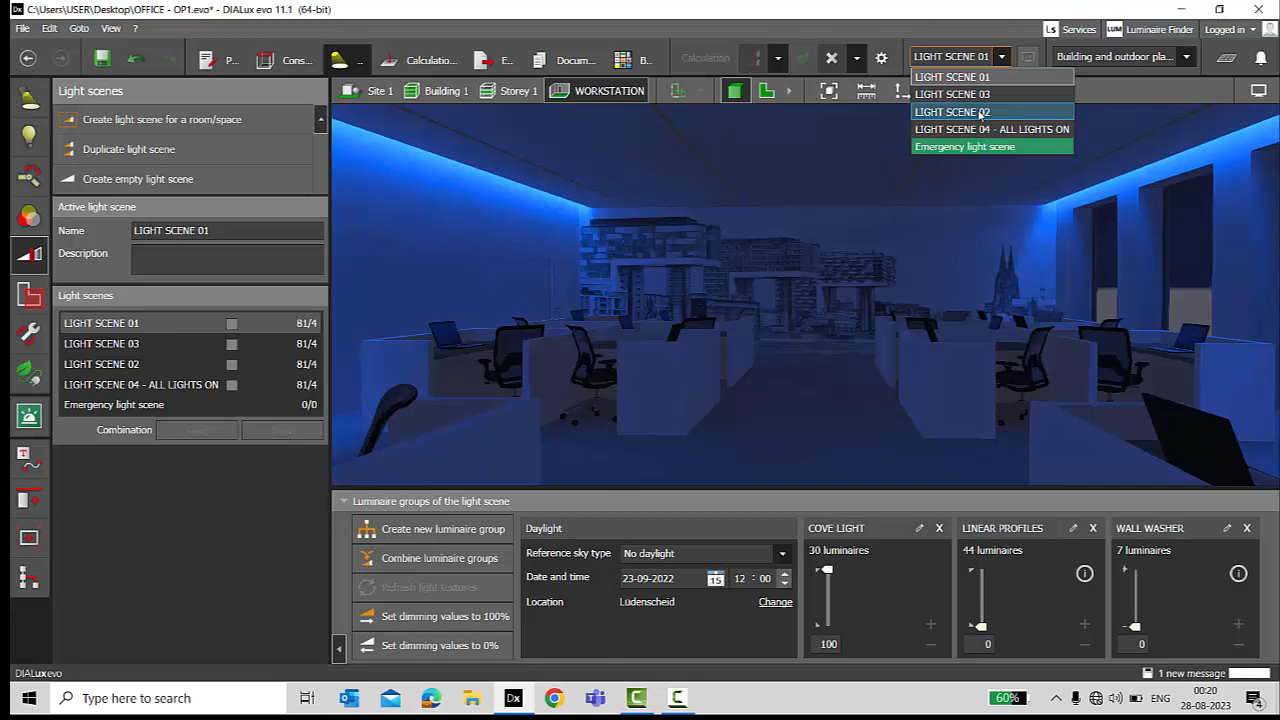 Dx C:\Users\USER\Desktop\OFFICE - OP1.evo* - DIALux evo 11.1 (64-bit)
File Edit Goto View ?
Ls Services LUM Luminaire Finder Logged in
P... Cons... .. Calculatio... E... Docum... B... Calculation LIGHT SCENE 01 Building and outdoor pla...
Light scenes
Site 1 Building 1 Storey 1 WORKSTATION
LIGHT SCENE 01
LIGHT SCENE 03
LIGHT SCENE 02
LIGHT SCENE 04 - ALL LIGHTS ON
Emergency light scene
Create light scene for a room/space
Duplicate light scene
Create empty light scene
Active light scene
Name LIGHT SCENE 01
Description
Light scenes
LIGHT SCENE 01 81/4
LIGHT SCENE 03 81/4
LIGHT SCENE 02 81/4
LIGHT SCENE 04 - ALL LIGHTS ON 81/4
Emergency light scene 0/0
Combination
Luminaire groups of the light scene
Create new luminaire group
Combine luminaire groups
Refresh light textures
Set dimming values to 100%
Set dimming values to 0%
Daylight
Reference sky type No daylight
Date and time 23-09-2022 15 12 : 00
Location Lüdenscheid Change
COVE LIGHT
30 luminaires
100
LINEAR PROFILES
44 luminaires
0
WALL WASHER
7 luminaires
0
DIALux evo
1 new message
Type here to search
Dx
60%
ENG
00:20
28-08-2023
4